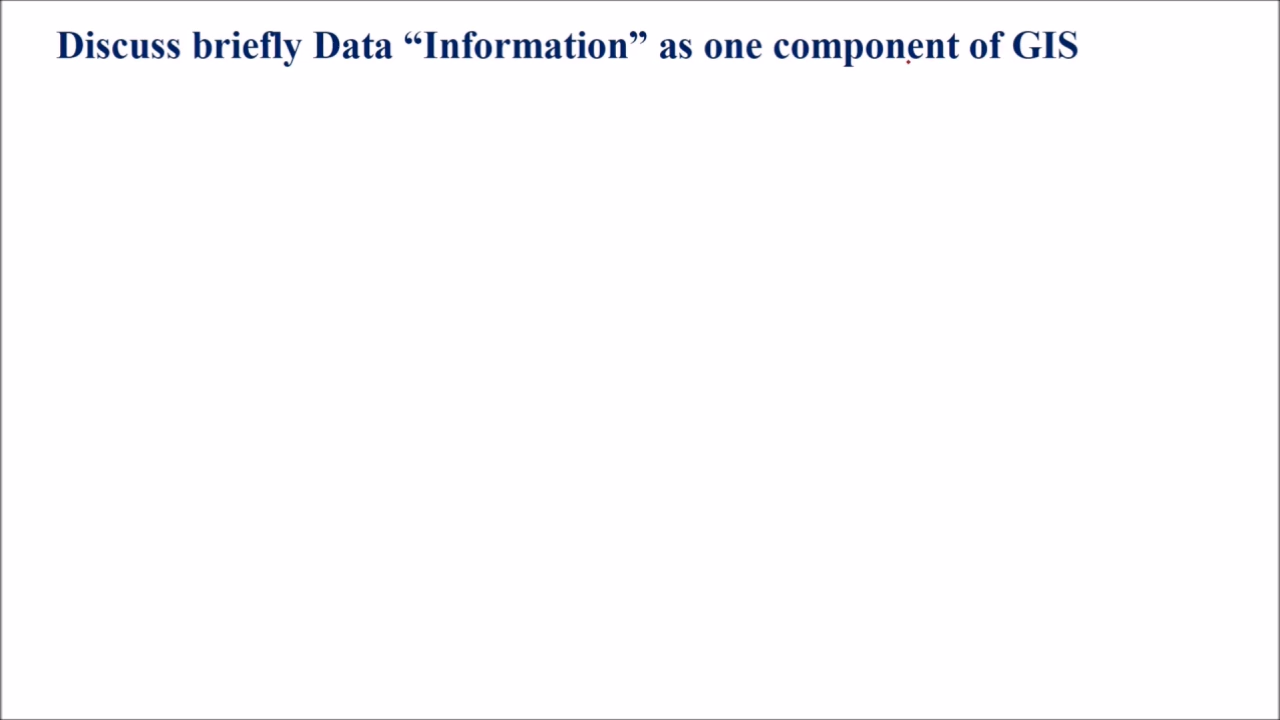 Discuss briefly Data “Information” as one component of GIS